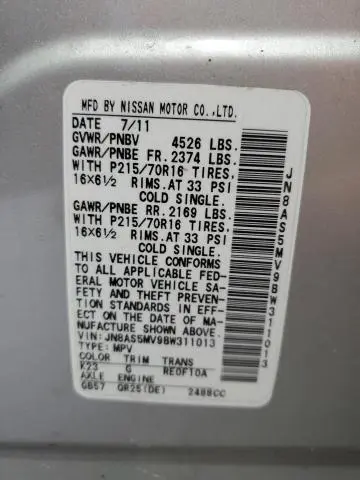 MFD BY NISSAN MOTOR CO.,LTD.
DATE 7/11
GVWR/PNBV 4526 LBS.
GAWR/PNBE FR. 2374 LBS.
WITH P215/70R16 TIRES,
16X6½ RIMS.AT 33 PSI
COLD SINGLE.
GAWR/PNBE RR. 2169 LBS.
WITH P215/70R16 TIRES,
16X6½ RIMS.AT 33 PSI
COLD SINGLE.
THIS VEHICLE CONFORMS
TO ALL APPLICABLE FED-
ERAL MOTOR VEHICLE SA-
FETY AND THEFT PREVEN-
TION STANDARDS IN EFF-
ECT ON THE DATE OF MA-
NUFACTURE SHOWN ABOVE.
VIN:JN8AS5MV9BW311013
TYPE: MPV
COLOR TRIM TRANS
K23 G RE0F10A
AXLE ENGINE
GB57 QR25(DE) 2488CC
JN8AS5MV9BW311013